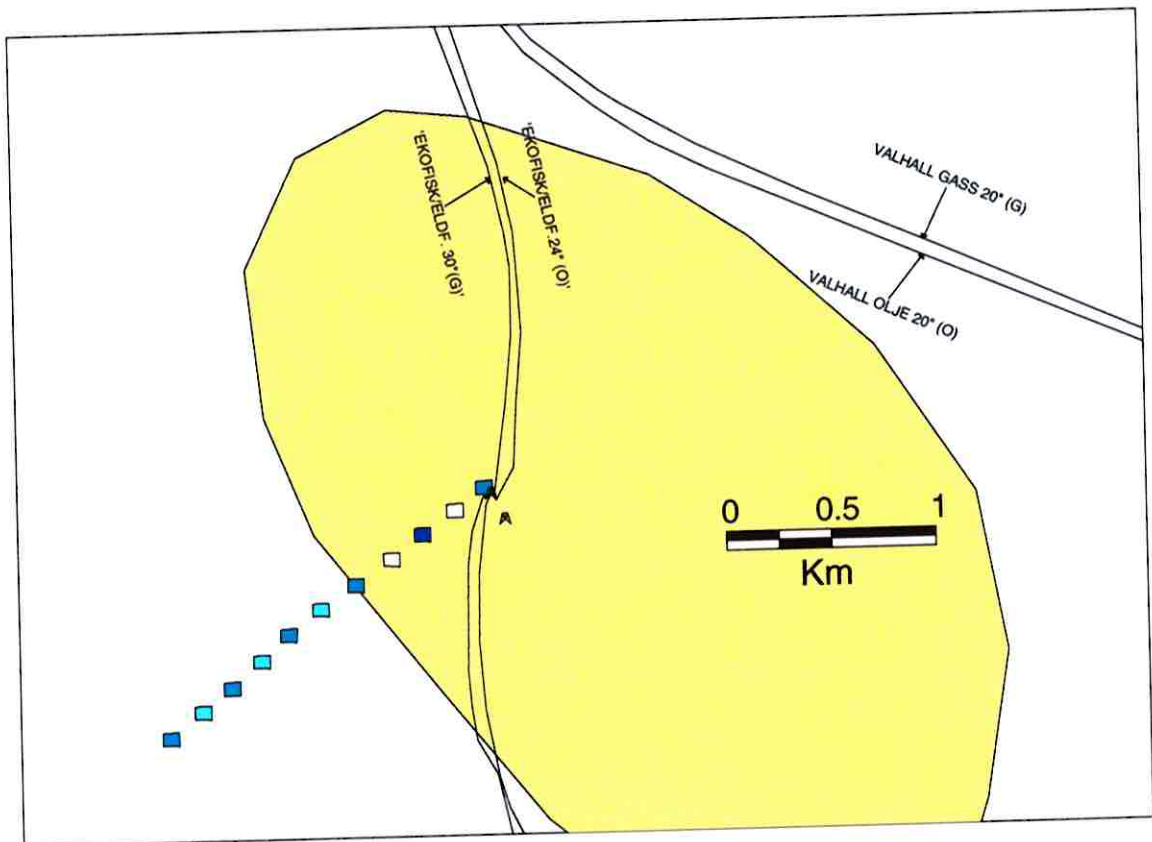 'EKOFISK/ELDF. 30"(G)'
'EKOFISK/ELDF.24" (O)'
VALHALL GASS 20" (G)
VALHALL OLJE 20" (O)
A
0 0.5 1
Km